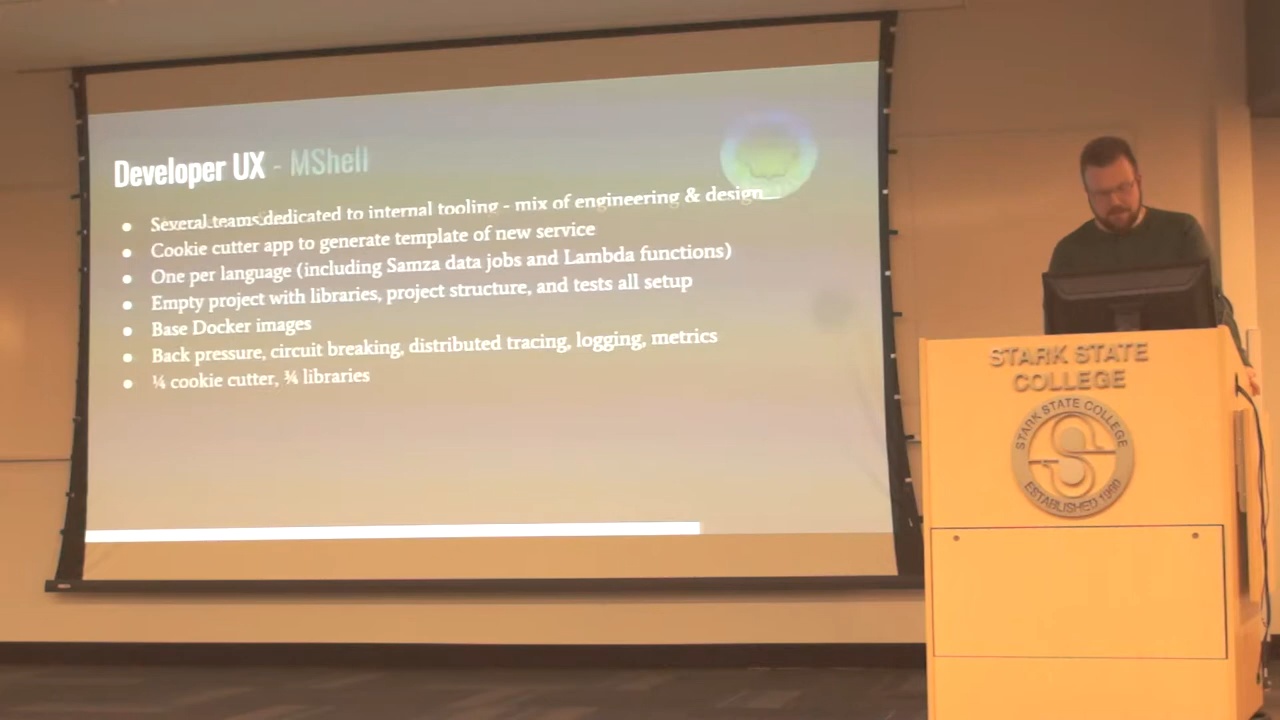 Developer UX - MShell
Several teams dedicated to internal tooling - mix of engineering & design
Cookie cutter app to generate template of new service
One per language (including Samza data jobs and Lambda functions)
Empty project with libraries, project structure, and tests all setup
Base Docker images
Back pressure, circuit breaking, distributed tracing, logging, metrics
¼ cookie cutter, ¾ libraries
STARK STATE
COLLEGE
STARK STATE COLLEGE
ESTABLISHED 1960